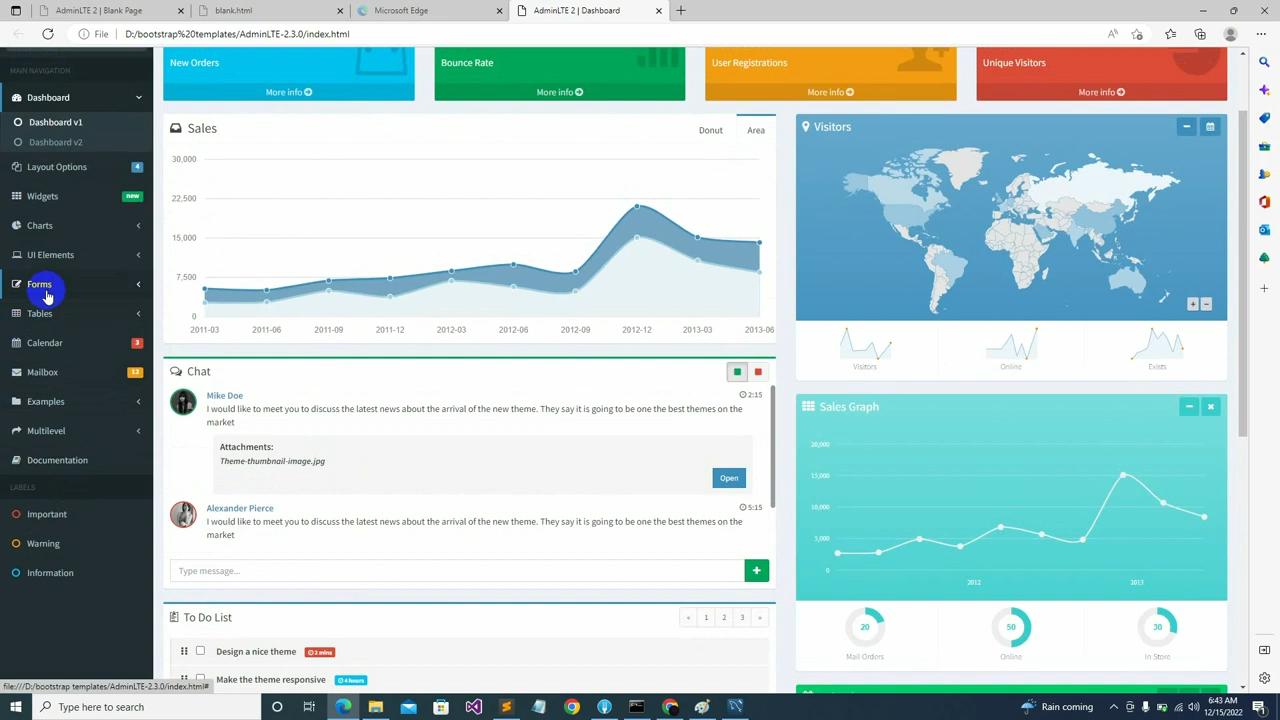 AdminLTE 2 | Blank Page
blank.html
Microsoft Edge
AdminLTE 2 | Dashboard
File
D:/bootstrap%20templates/AdminLTE-2.3.0/index.html
MAIN NAVIGATION
Dashboard
Dashboard v1
Dashboard v2
Layout Options 4
Widgets new
Charts
UI Elements
Forms
Tables
Calendar 3
Mailbox 12
Examples
Multilevel
Documentation
LABELS
Important
Warning
Information
New Orders
More info
Bounce Rate
More info
User Registrations
More info
Unique Visitors
More info
Sales
Donut
Area
30,000
22,500
15,000
7,500
0
2011-03 2011-06 2011-09 2011-12 2012-03 2012-06 2012-09 2012-12 2013-03 2013-06
Visitors
+ −
Visitors
Online
Exists
Chat
Mike Doe
2:15
I would like to meet you to discuss the latest news about the arrival of the new theme. They say it is going to be one the best themes on the
market
Attachments:
Theme-thumbnail-image.jpg
Open
Alexander Pierce
5:15
I would like to meet you to discuss the latest news about the arrival of the new theme. They say it is going to be one the best themes on the
market
Type message...
Sales Graph
20,000
15,000
10,000
5,000
0
2012 2013
20
50
30
Mail Orders
Online
In Store
To Do List
« 1 2 3 »
Design a nice theme 2 mins
Make the theme responsive 4 hours
file:///D:/bootstrap templates/AdminLTE-2.3.0/index.html#
Type here to search
Rain coming
6:43 AM
12/15/2022